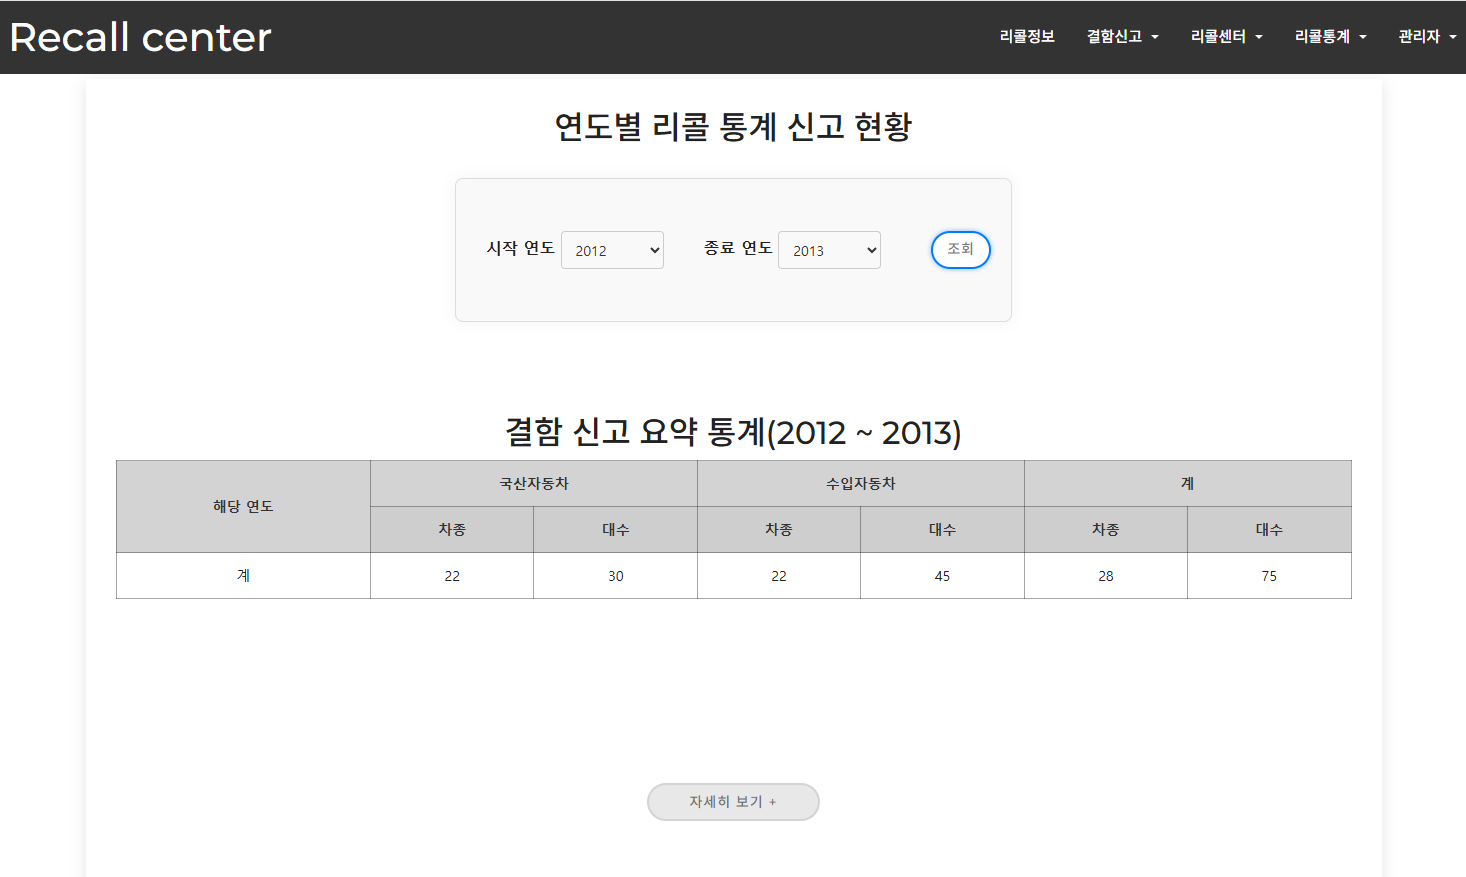 Recall center
리콜정보 결함신고 리콜센터 리콜통계 관리자
연도별 리콜 통계 신고 현황
시작 연도 2012 종료 연도 2013 조회
결함 신고 요약 통계(2012 ~ 2013)
해당 연도 국산자동차 수입자동차 계
차종 대수 차종 대수 차종 대수
계 22 30 22 45 28 75
자세히 보기 +